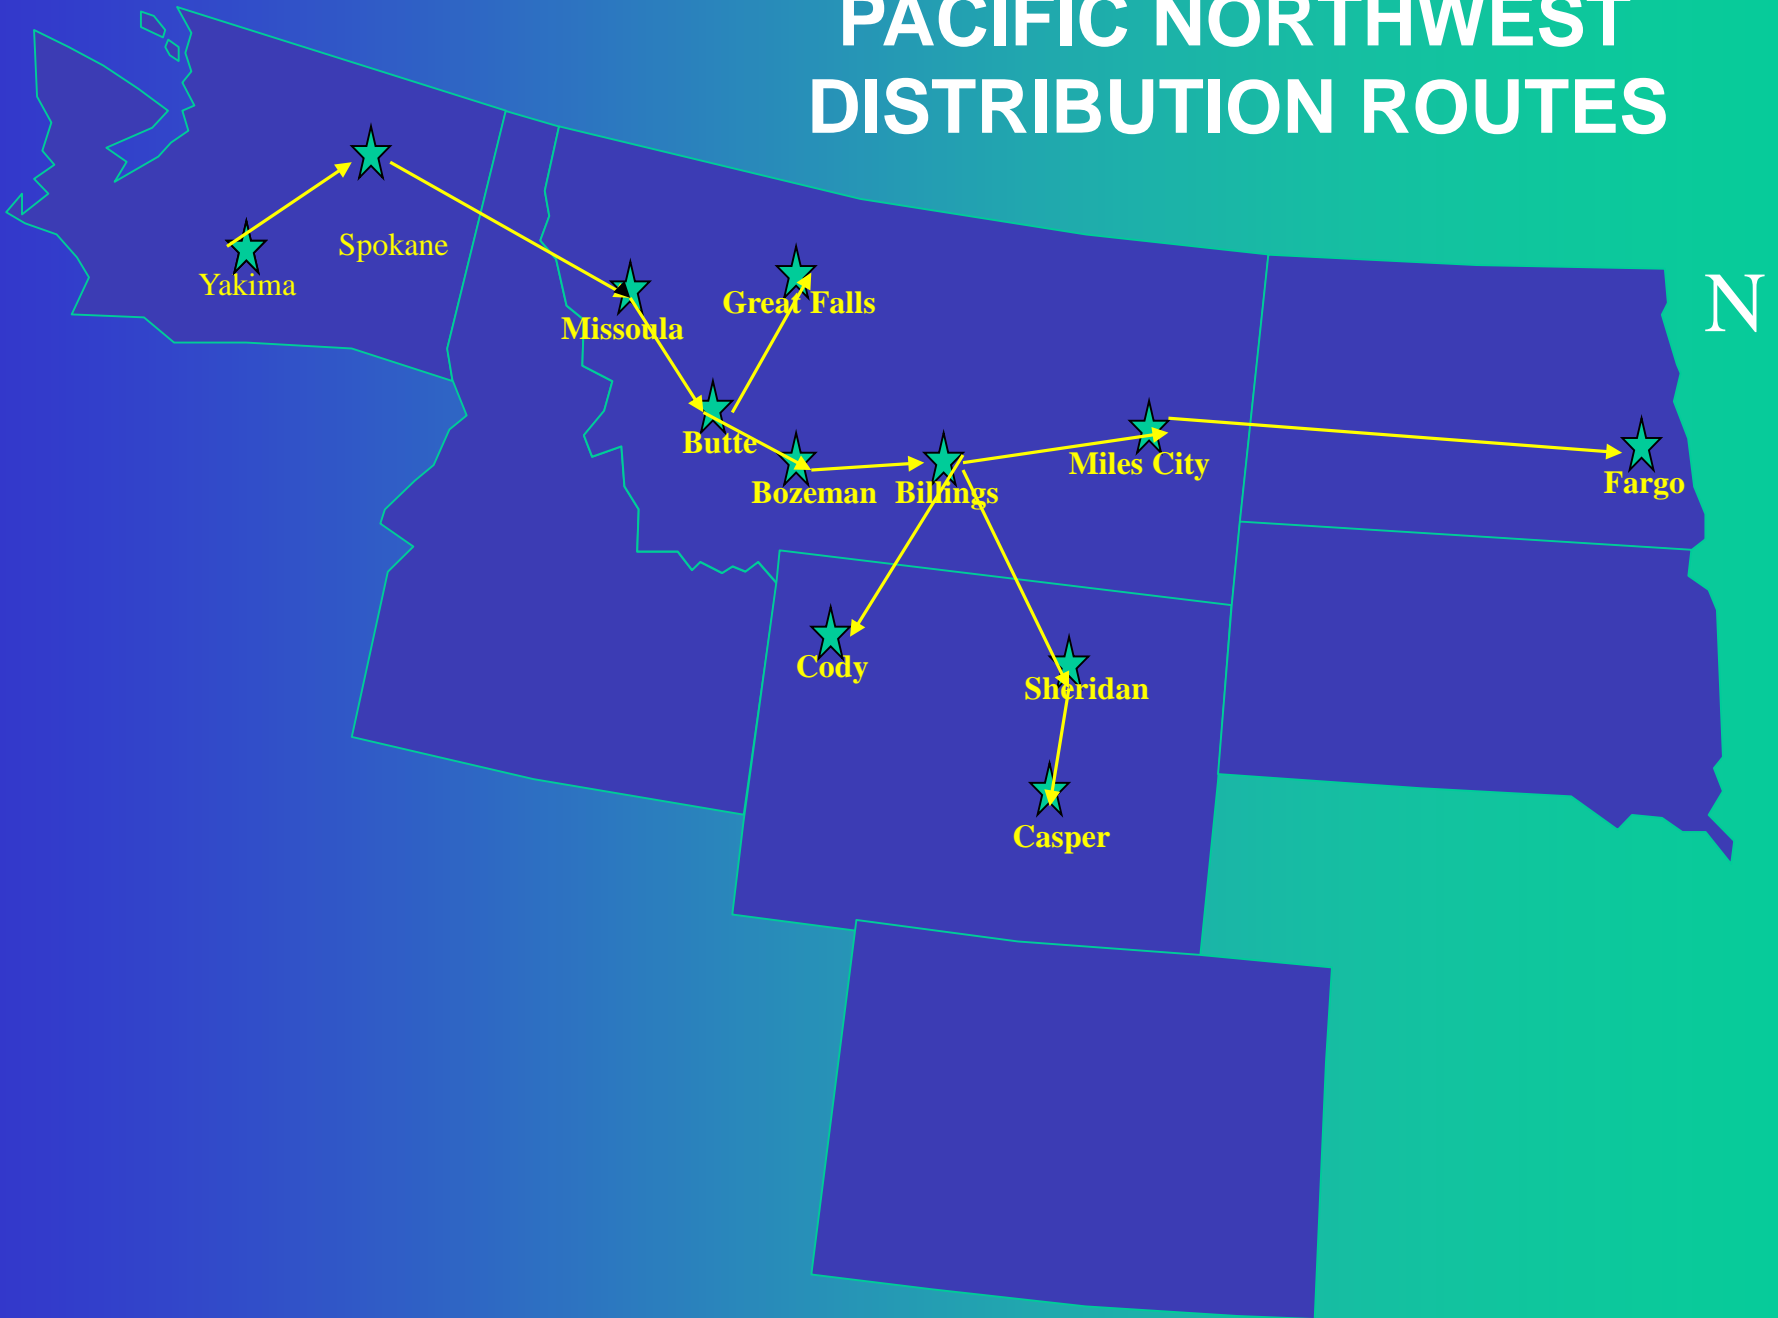 PACIFIC NORTHWEST
DISTRIBUTION ROUTES
Spokane
Yakima
N
Great Falls
Missoula
Butte
Miles City
Fargo
Bozeman
Billings
Cody
Sheridan
Casper